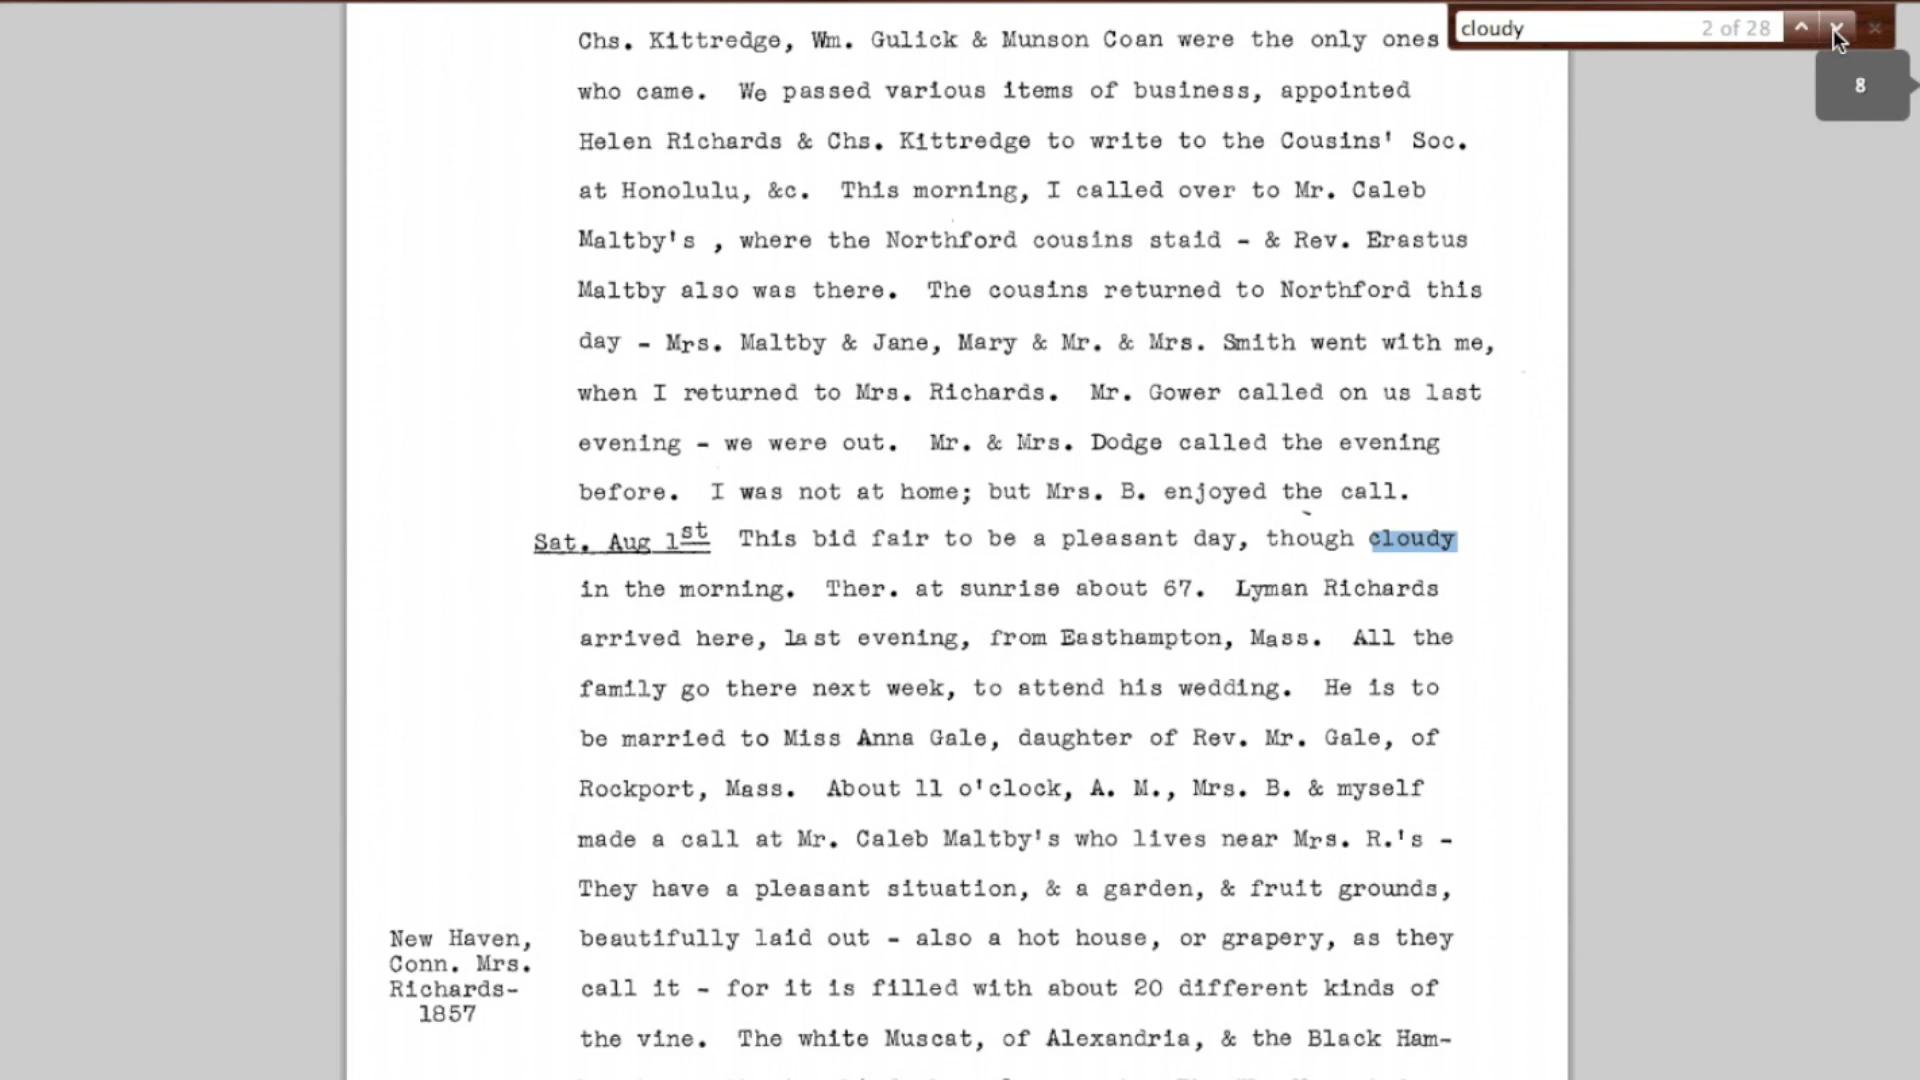 cloudy 2 of 28
8
Chs. Kittredge, Wm. Gulick & Munson Coan were the only ones
who came. We passed various items of business, appointed
Helen Richards & Chs. Kittredge to write to the Cousins' Soc.
at Honolulu, &c. This morning, I called over to Mr. Caleb
Maltby's , where the Northford cousins staid - & Rev. Erastus
Maltby also was there. The cousins returned to Northford this
day - Mrs. Maltby & Jane, Mary & Mr. & Mrs. Smith went with me,
when I returned to Mrs. Richards. Mr. Gower called on us last
evening - we were out. Mr. & Mrs. Dodge called the evening
before. I was not at home; but Mrs. B. enjoyed the call.
Sat. Aug 1st This bid fair to be a pleasant day, though cloudy
in the morning. Ther. at sunrise about 67. Lyman Richards
arrived here, last evening, from Easthampton, Mass. All the
family go there next week, to attend his wedding. He is to
be married to Miss Anna Gale, daughter of Rev. Mr. Gale, of
Rockport, Mass. About 11 o'clock, A. M., Mrs. B. & myself
made a call at Mr. Caleb Maltby's who lives near Mrs. R.'s -
They have a pleasant situation, & a garden, & fruit grounds,
beautifully laid out - also a hot house, or grapery, as they
call it - for it is filled with about 20 different kinds of
the vine. The white Muscat, of Alexandria, & the Black Ham-
New Haven,
Conn. Mrs.
Richards-
1857